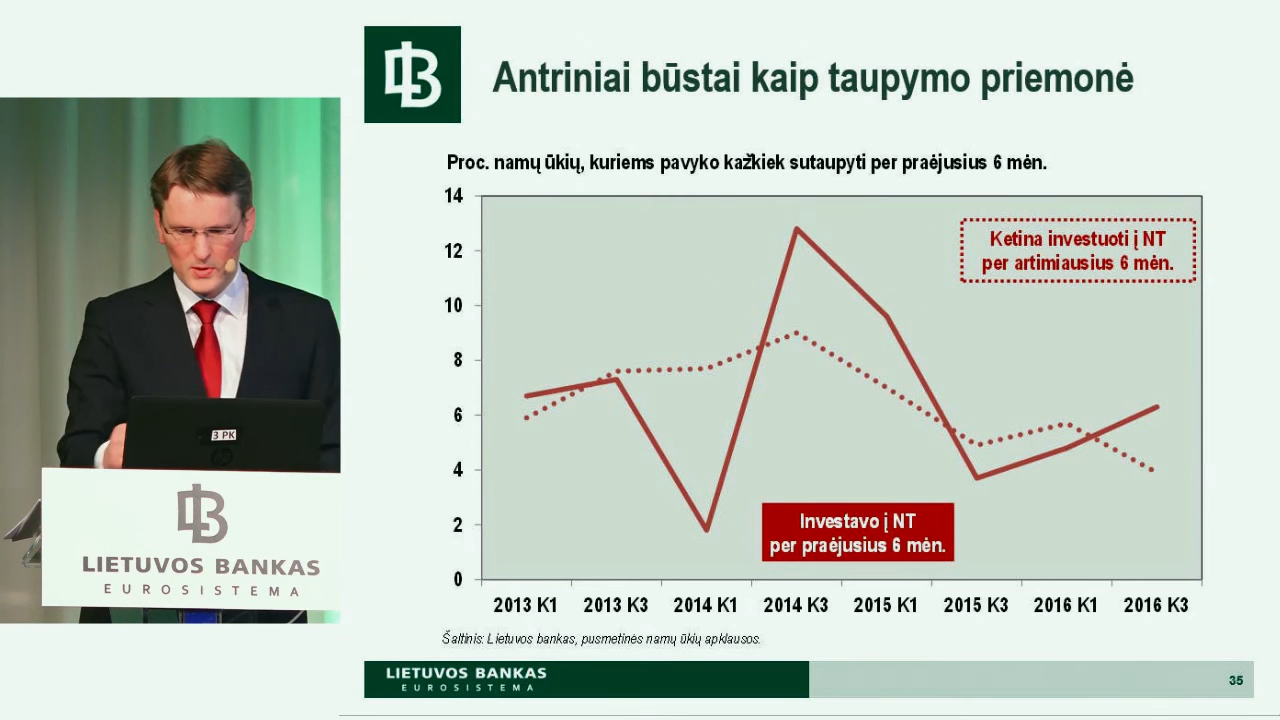 Antriniai būstai kaip taupymo priemonė
Proc. namų ūkių, kuriems pavyko kažkiek sutaupyti per praėjusius 6 mėn.
14
12
10
8
6
4
2
0
Ketina investuoti į NT
per artimiausius 6 mėn.
Investavo į NT
per praėjusius 6 mėn.
2013 K1 2013 K3 2014 K1 2014 K3 2015 K1 2015 K3 2016 K1 2016 K3
Šaltinis: Lietuvos bankas, pusmetinės namų ūkių apklausos.
LIETUVOS BANKAS
EUROSISTEMA
35
3 PK
LIETUVOS BANKAS
EUROSISTEMA